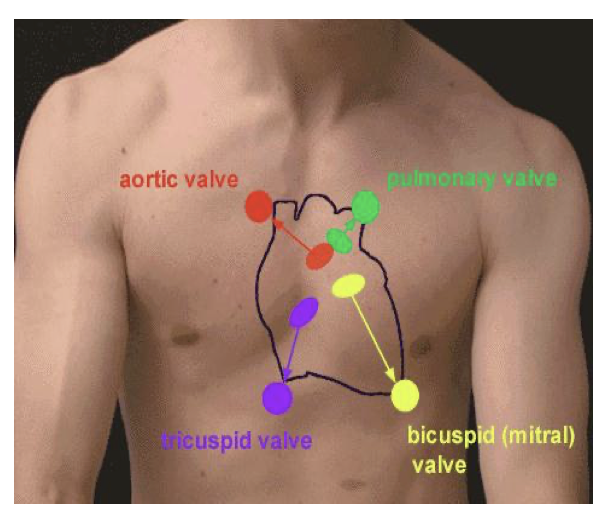 aortic valve
pulmonary valve
tricuspid valve
bicuspid (mitral)
valve